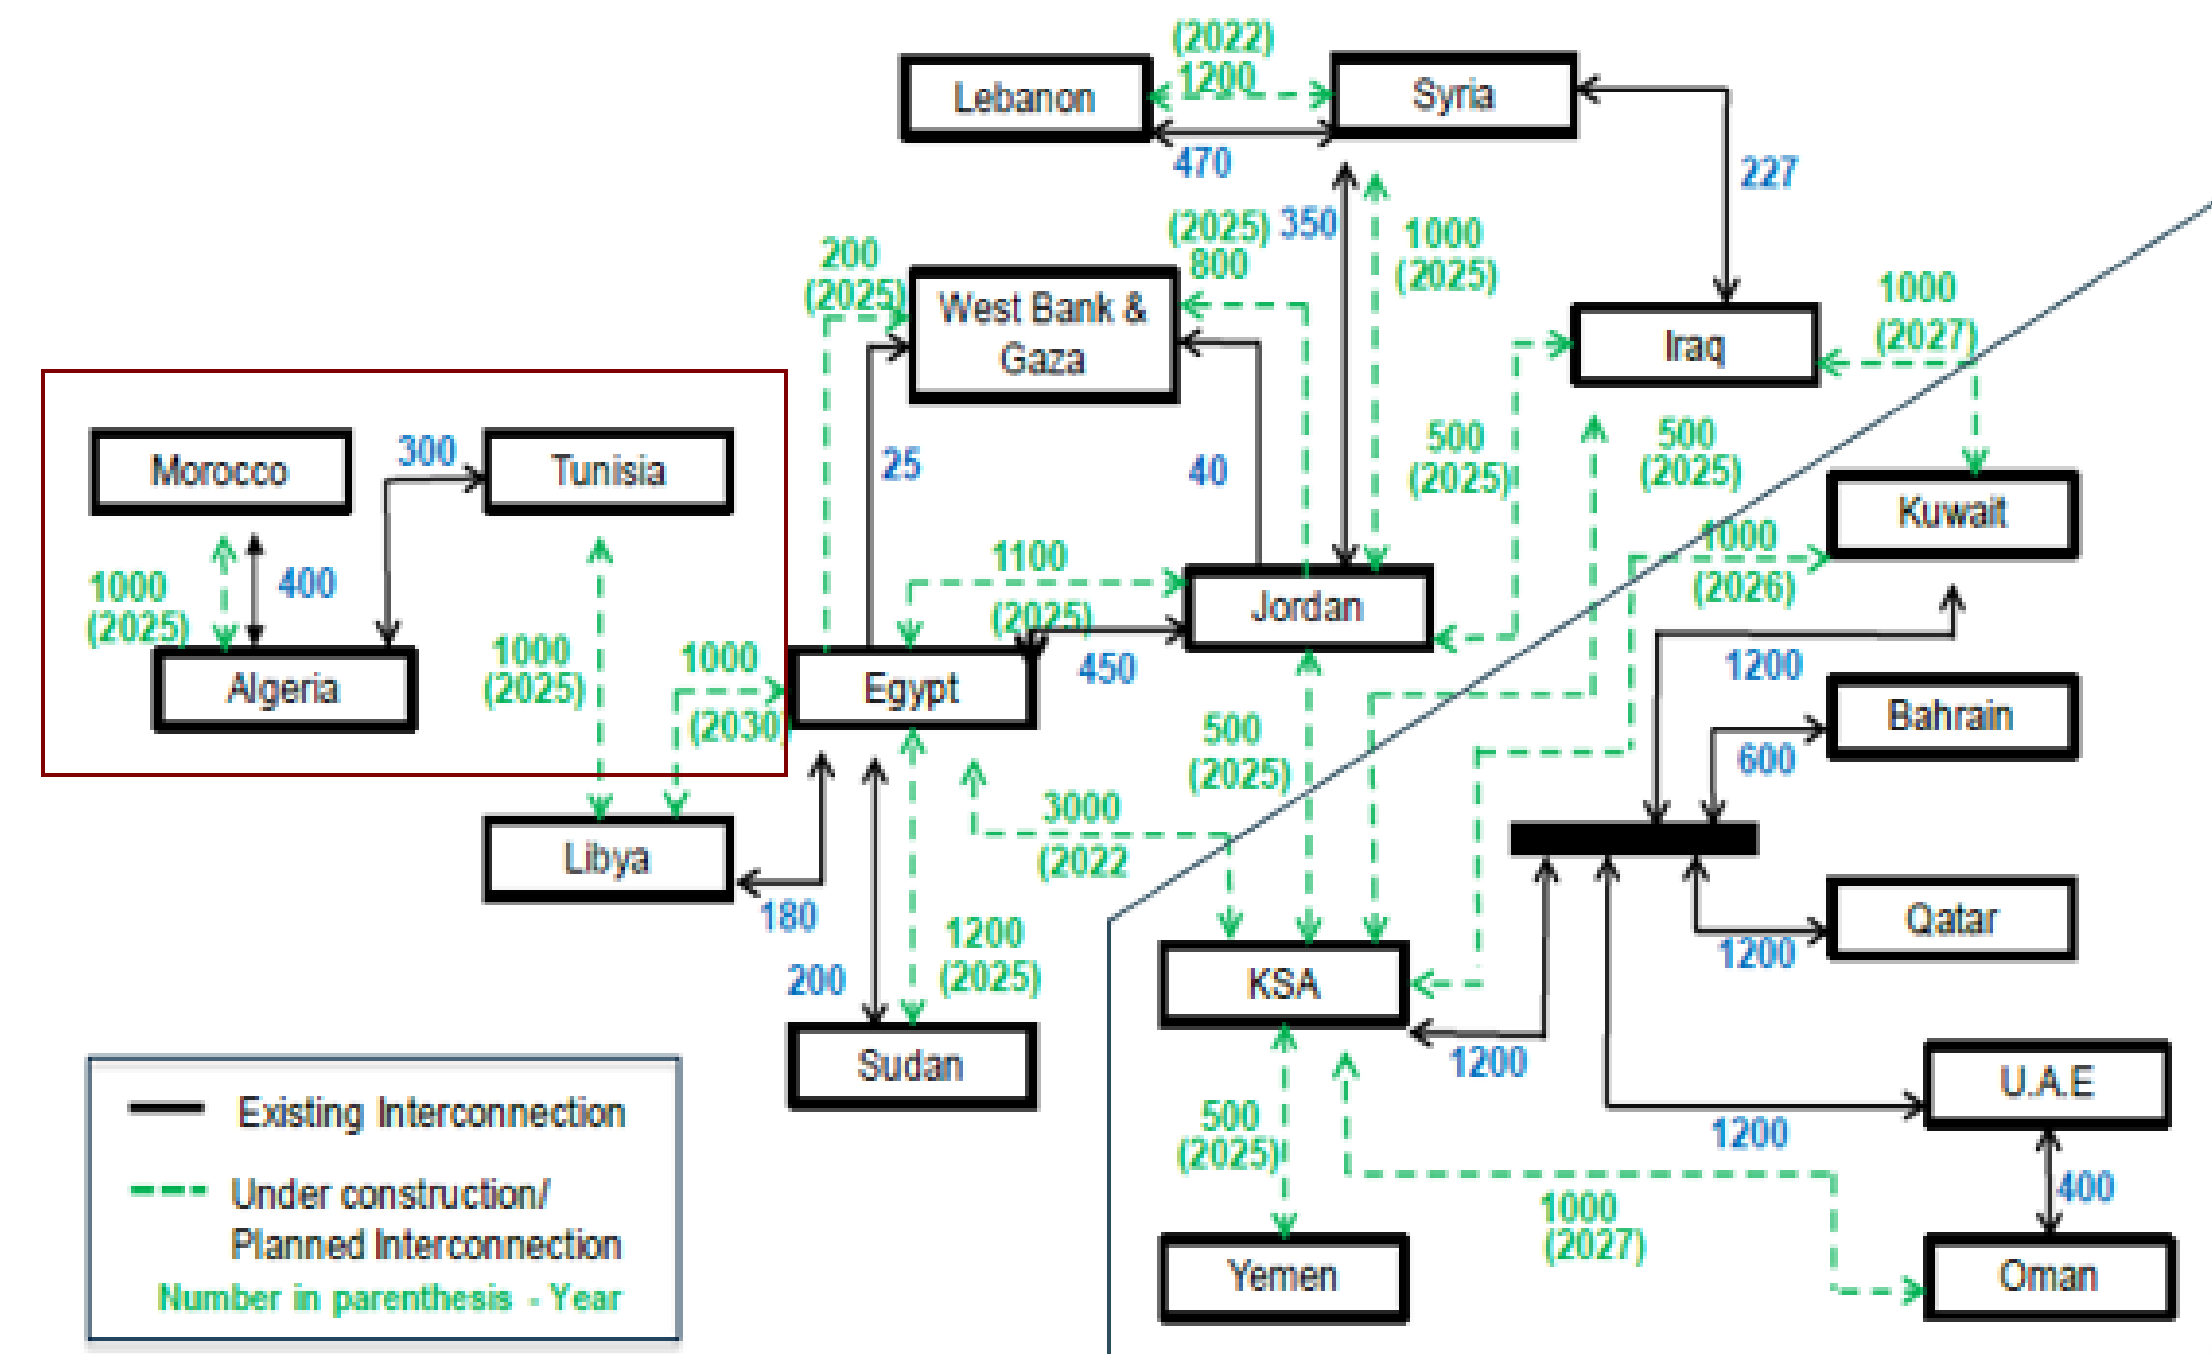 (2022)
1200
Lebanon
Syria
470
227
(2025)
800
350
1000
(2025)
200
(2025)
West Bank &
Gaza
1000
(2027)
Iraq
Morocco
300
Tunisia
25
40
500
(2025)
500
(2025)
Kuwait
1000
(2026)
1000
(2025)
400
1100
(2025)
Jordan
450
1200
Algeria
1000
(2025)
1000
(2030)
Egypt
500
(2025)
Bahrain
600
3000
(2022
Libya
180
Qatar
1200
200
1200
(2025)
KSA
1200
Sudan
U.A.E
1200
500
(2025)
400
1000
(2027)
Yemen
Oman
Existing Interconnection
Under construction/
Planned Interconnection
Number in parenthesis - Year